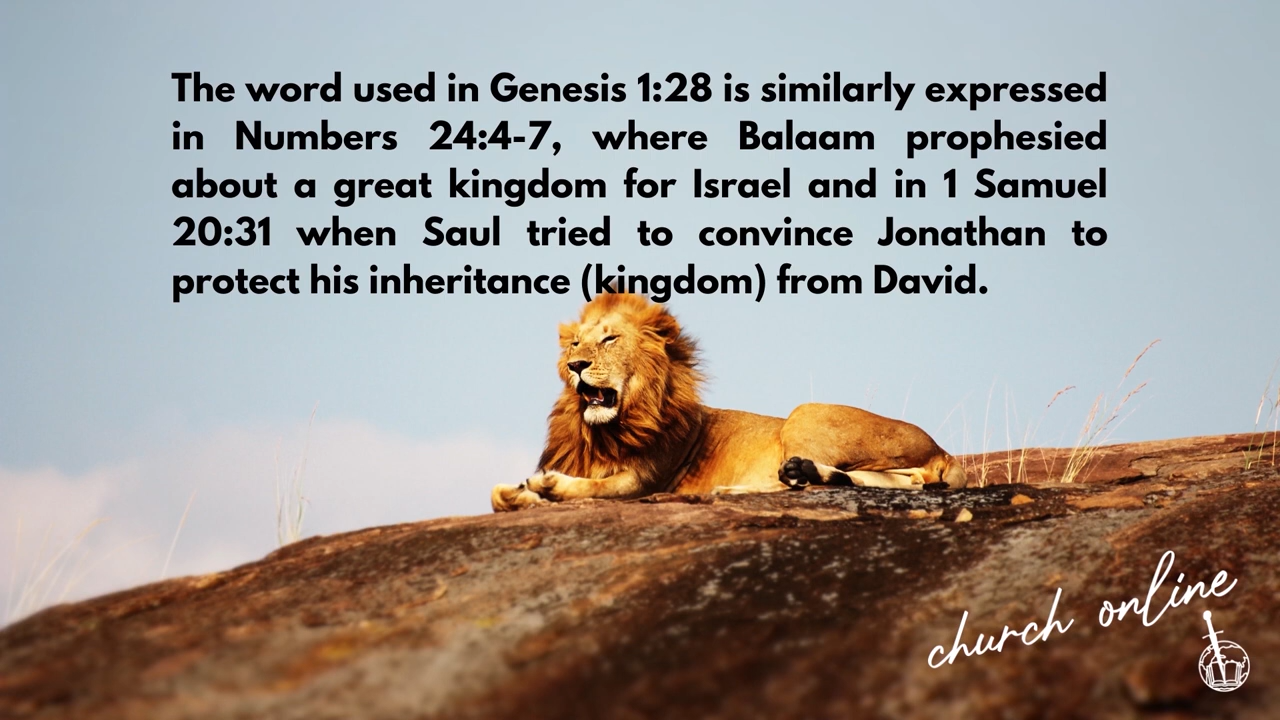 The word used in Genesis 1:28 is similarly expressed
in Numbers 24:4-7, where Balaam prophesied
about a great kingdom for Israel and in 1 Samuel
20:31 when Saul tried to convince Jonathan to
protect his inheritance (kingdom) from David.
church online